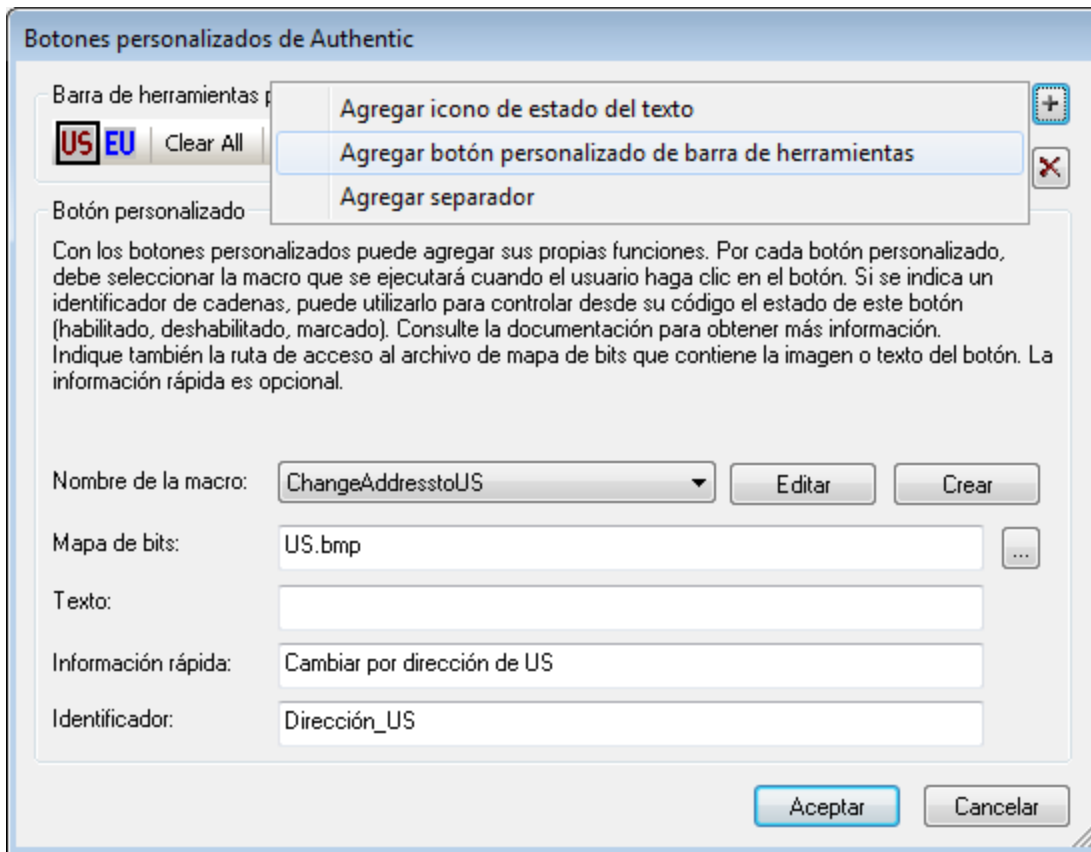 Botones personalizados de Authentic
Barra de herramientas
Agregar icono de estado del texto
+
US EU Clear All
Agregar botón personalizado de barra de herramientas
Agregar separador
Botón personalizado
Con los botones personalizados puede agregar sus propias funciones. Por cada botón personalizado,
debe seleccionar la macro que se ejecutará cuando el usuario haga clic en el botón. Si se indica un
identificador de cadenas, puede utilizarlo para controlar desde su código el estado de este botón
(habilitado, deshabilitado, marcado). Consulte la documentación para obtener más información.
Indique también la ruta de acceso al archivo de mapa de bits que contiene la imagen o texto del botón. La
información rápida es opcional.
Nombre de la macro: ChangeAddresstoUS Editar Crear
Mapa de bits: US.bmp ...
Texto:
Información rápida: Cambiar por dirección de US
Identificador: Dirección_US
Aceptar Cancelar